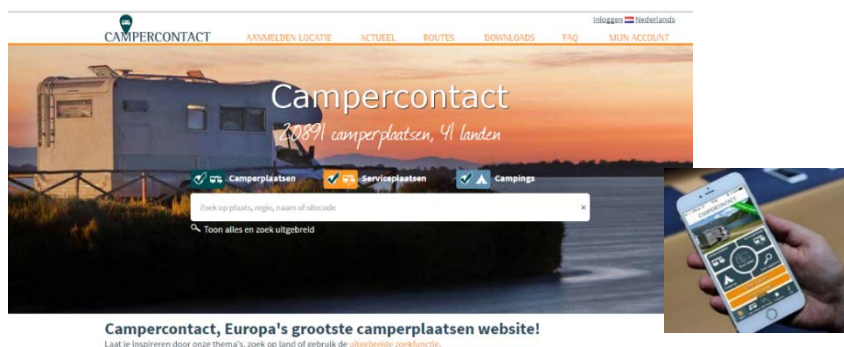 Inloggen Nederlands
CAMPERCONTACT
AANMELDEN LOCATIE ACTUEEL ROUTES DOWNLOADS FAQ MIJN ACCOUNT
Campercontact
20891 camperplaatsen, 41 landen
Camperplaatsen Serviceplaatsen Campings
Zoek op plaats, regio, naam of sitecode ×
Toon alles en zoek uitgebreid
CAMPERCONTACT
Campercontact, Europa's grootste camperplaatsen website!
Laat je inspireren door onze thema's, zoek op land of gebruik de uitgebreide zoekfunctie.